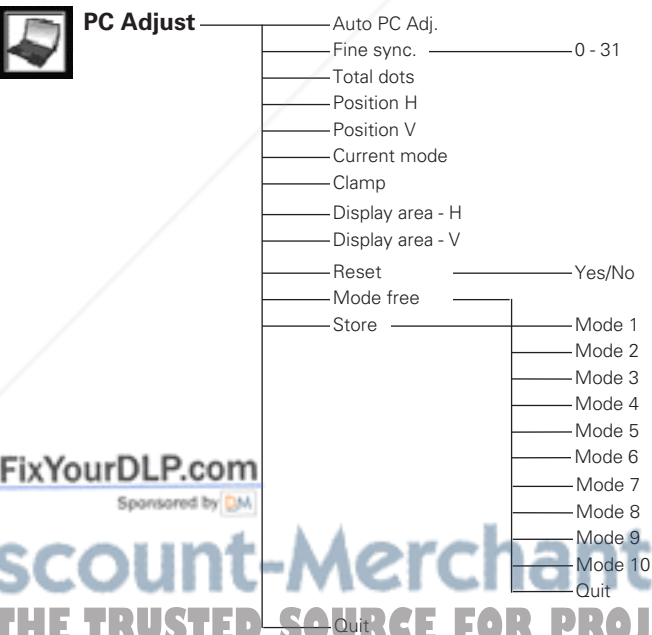 PC Adjust
Auto PC Adj.
Fine sync. 0 - 31
Total dots
Position H
Position V
Current mode
Clamp
Display area - H
Display area - V
Reset Yes/No
Mode free
Store Mode 1
Mode 2
Mode 3
Mode 4
Mode 5
Mode 6
Mode 7
Mode 8
Mode 9
Mode 10
Quit
Quit
FixYourDLP.com
Sponsored by DM
scount-Merchant
THE TRUSTED SOURCE FOR PROJ